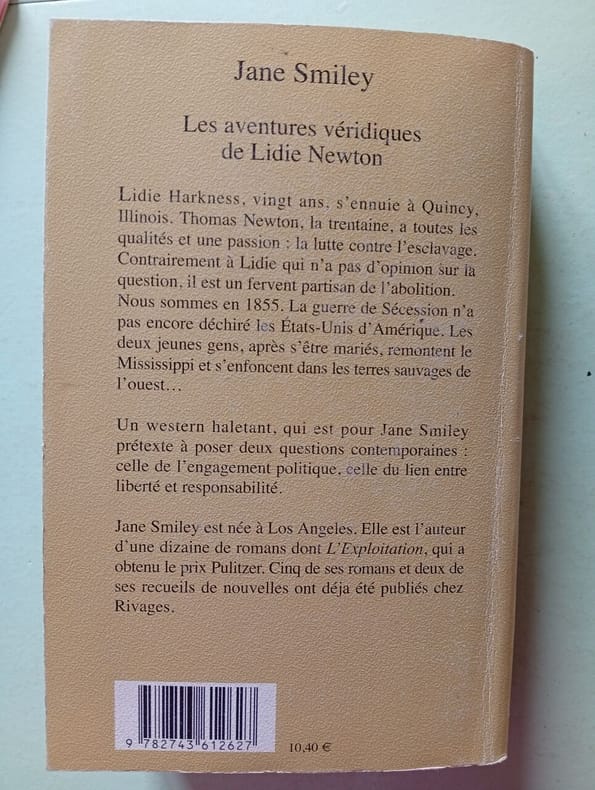 Jane Smiley
Les aventures véridiques
de Lidie Newton
Lidie Harkness, vingt ans, s'ennuie à Quincy,
Illinois. Thomas Newton, la trentaine, a toutes les
qualités et une passion : la lutte contre l'esclavage.
Contrairement à Lidie qui n'a pas d'opinion sur la
question, il est un fervent partisan de l'abolition.
Nous sommes en 1855. La guerre de Sécession n'a
pas encore déchiré les États-Unis d'Amérique. Les
deux jeunes gens, après s'être mariés, remontent le
Mississippi et s'enfoncent dans les terres sauvages de
l'ouest…
Un western haletant, qui est pour Jane Smiley
prétexte à poser deux questions contemporaines :
celle de l'engagement politique, celle du lien entre
liberté et responsabilité.
Jane Smiley est née à Los Angeles. Elle est l'auteur
d'une dizaine de romans dont L'Exploitation, qui a
obtenu le prix Pulitzer. Cinq de ses romans et deux de
ses recueils de nouvelles ont déja été publiés chez
Rivages.
9 782743 612627
10,40 €